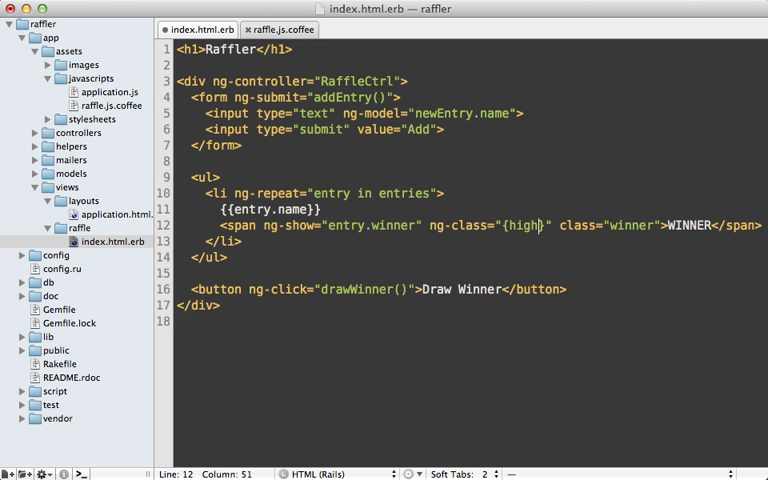 index.html.erb — raffler
raffler
app
assets
images
javascripts
application.js
raffle.js.coffee
stylesheets
controllers
helpers
mailers
models
views
layouts
application.html.
raffle
index.html.erb
config
config.ru
db
doc
Gemfile
Gemfile.lock
lib
public
Rakefile
README.rdoc
script
test
vendor
index.html.erb
raffle.js.coffee
1 <h1>Raffler</h1>
2
3 <div ng-controller="RaffleCtrl">
4 <form ng-submit="addEntry()">
5 <input type="text" ng-model="newEntry.name">
6 <input type="submit" value="Add">
7 </form>
8
9 <ul>
10 <li ng-repeat="entry in entries">
11 {{entry.name}}
12 <span ng-show="entry.winner" ng-class="{high}" class="winner">WINNER</span>
13 </li>
14 </ul>
15
16 <button ng-click="drawWinner()">Draw Winner</button>
17 </div>
18
Line: 12 Column: 51 HTML (Rails) Soft Tabs: 2 —